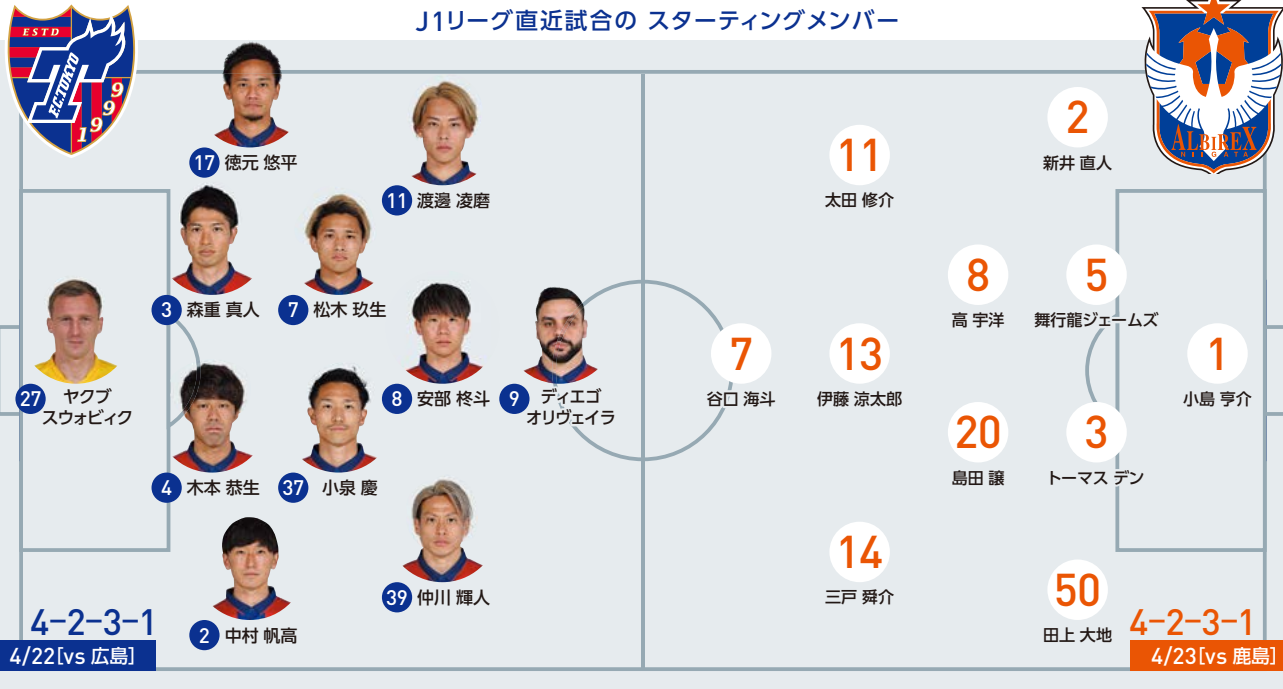 J1リーグ直近試合の スターティングメンバー
ESTD
F.C.TOKYO
1999
ALBIREX
NIIGATA
17 徳元 悠平
11 渡邊 凌磨
3 森重 真人
7 松木 玖生
27 ヤクブ
スウォビィク
8 安部 柊斗
9 ディエゴ
オリヴェイラ
4 木本 恭生
37 小泉 慶
39 仲川 輝人
2 中村 帆高
4-2-3-1
4/22[vs 広島]
2
新井 直人
11
太田 修介
8
高 宇洋
5
舞行龍ジェームズ
7
谷口 海斗
13
伊藤 涼太郎
1
小島 亨介
20
島田 譲
3
トーマス デン
14
三戸 舜介
50
田上 大地
4-2-3-1
4/23[vs 鹿島]